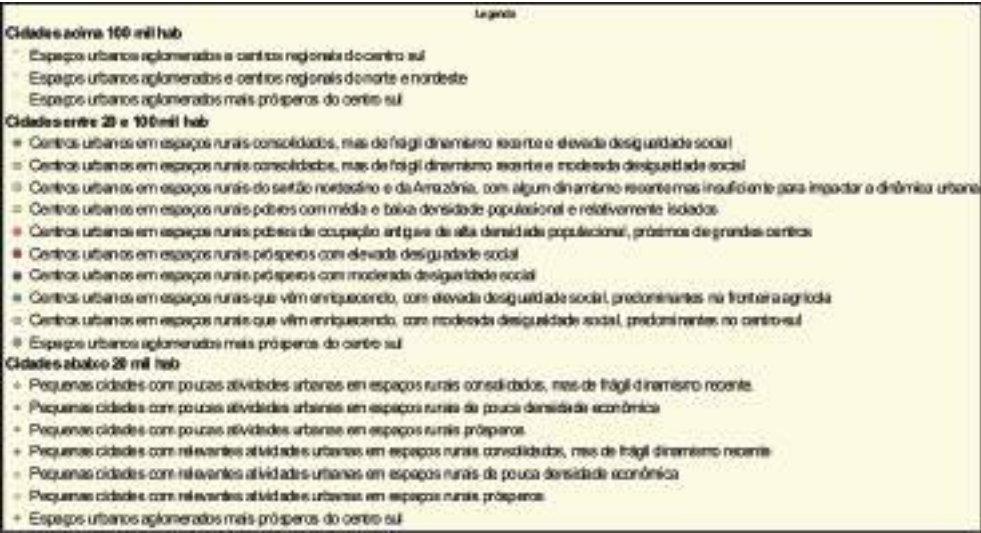 Legenda
Cidades acima 100 mil hab
Espaços urbanos aglomerados e centros regionais do centro sul
Espaços urbanos aglomerados e centros regionais do norte e nordeste
Espaços urbanos aglomerados mais prósperos do centro sul
Cidades entre 20 e 100 mil hab
Centros urbanos em espaços rurais consolidados, mas de frágil dinamismo recente e elevada desigualdade social
Centros urbanos em espaços rurais consolidados, mas de frágil dinamismo recente e moderada desigualdade social
Centros urbanos em espaços rurais do sertão nordestino e da Amazônia, com algum dinamismo recente mas insuficiente para impactar a dinâmica urbana
Centros urbanos em espaços rurais pobres com média e baixa densidade populacional e relativamente isolados
Centros urbanos em espaços rurais pobres de ocupação antiga e de alta densidade populacional, próximos de grandes centros
Centros urbanos em espaços rurais prósperos com elevada desigualdade social
Centros urbanos em espaços rurais prósperos com moderada desigualdade social
Centros urbanos em espaços rurais que vêm enriquecendo, com elevada desigualdade social, predominantes na fronteira agrícola
Centros urbanos em espaços rurais que vêm enriquecendo, com moderada desigualdade social, predominantes no centro-sul
Espaços urbanos aglomerados mais prósperos do centro sul
Cidades abaixo 20 mil hab
Pequenas cidades com poucas atividades urbanas em espaços rurais consolidados, mas de frágil dinamismo recente.
Pequenas cidades com poucas atividades urbanas em espaços rurais de pouca densidade econômica
Pequenas cidades com poucas atividades urbanas em espaços rurais prósperos
Pequenas cidades com relevantes atividades urbanas em espaços rurais consolidados, mas de frágil dinamismo recente
Pequenas cidades com relevantes atividades urbanas em espaços rurais de pouca densidade econômica
Pequenas cidades com relevantes atividades urbanas em espaços rurais prósperos
Espaços urbanos aglomerados mais prósperos do centro sul